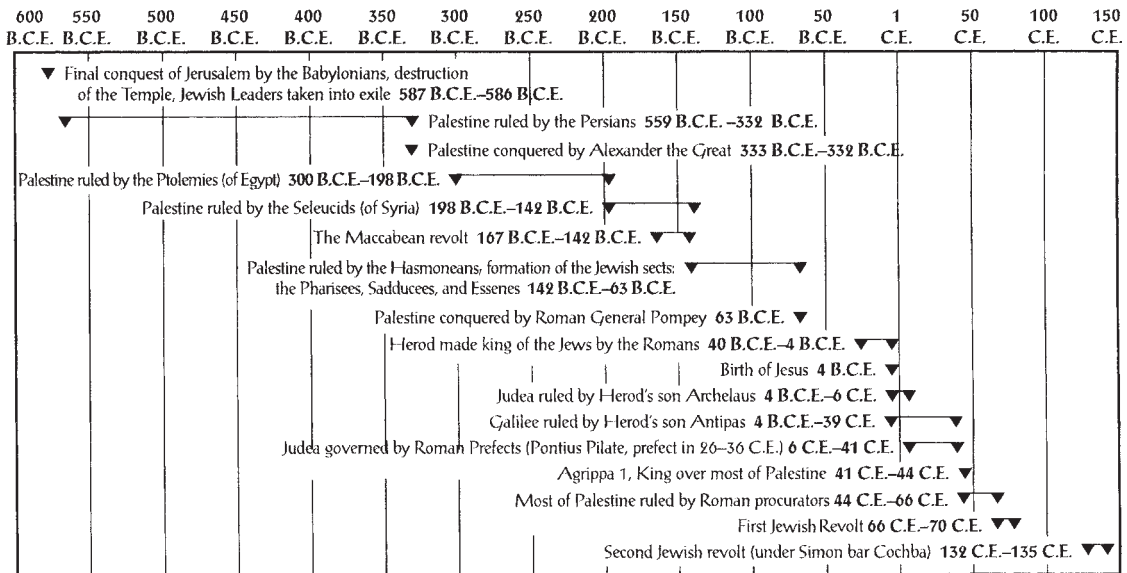 600 550 500 450 400 350 300 250 200 150 100 50 1 50 100 150
B.C.E. B.C.E. B.C.E. B.C.E. B.C.E. B.C.E. B.C.E. B.C.E. B.C.E. B.C.E. B.C.E. B.C.E. C.E. C.E. C.E. C.E.
Final conquest of Jerusalem by the Babylonians, destruction
of the Temple, Jewish Leaders taken into exile 587 B.C.E.–586 B.C.E.
Palestine ruled by the Persians 559 B.C.E. –332 B.C.E.
Palestine conquered by Alexander the Great 333 B.C.E.–332 B.C.E.
Palestine ruled by the Ptolemies (of Egypt) 300 B.C.E.–198 B.C.E.
Palestine ruled by the Seleucids (of Syria) 198 B.C.E.–142 B.C.E.
The Maccabean revolt 167 B.C.E.–142 B.C.E.
Palestine ruled by the Hasmoneans, formation of the Jewish sects:
the Pharisees, Sadducees, and Essenes 142 B.C.E.–63 B.C.E.
Palestine conquered by Roman General Pompey 63 B.C.E.
Herod made king of the Jews by the Romans 40 B.C.E.–4 B.C.E.
Birth of Jesus 4 B.C.E.
Judea ruled by Herod's son Archelaus 4 B.C.E.–6 C.E.
Galilee ruled by Herod's son Antipas 4 B.C.E.–39 C.E.
Judea governed by Roman Prefects (Pontius Pilate, prefect in 26–36 C.E.) 6 C.E.–41 C.E.
Agrippa 1, King over most of Palestine 41 C.E.–44 C.E.
Most of Palestine ruled by Roman procurators 44 C.E.–66 C.E.
First Jewish Revolt 66 C.E.–70 C.E.
Second Jewish revolt (under Simon bar Cochba) 132 C.E.–135 C.E.